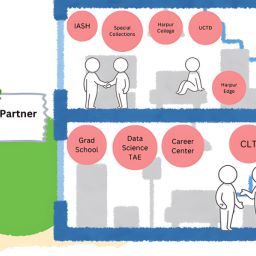 IASH
Special
Collections
Harpur
College
UCTD
Harpur
Edge
Partner
Grad
School
Data
Science
TAE
Career
Center
CLT